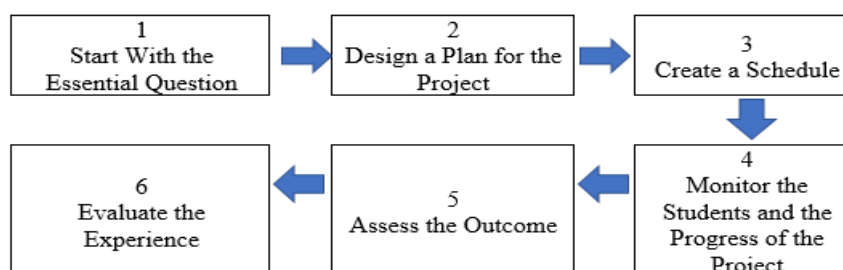 1
Start With the
Essential Question
2
Design a Plan for the
Project
3
Create a Schedule
4
Monitor the
Students and the
Progress of the
Project
5
Assess the Outcome
6
Evaluate the
Experience